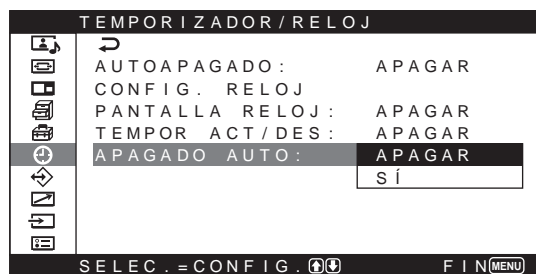 TEMPORIZADOR/RELOJ
AUTOAPAGADO: APAGAR
CONFIG. RELOJ
PANTALLA RELOJ: APAGAR
TEMPOR ACT/DES: APAGAR
APAGADO AUTO: APAGAR
SÍ
SELEC.=CONFIG. FIN MENU